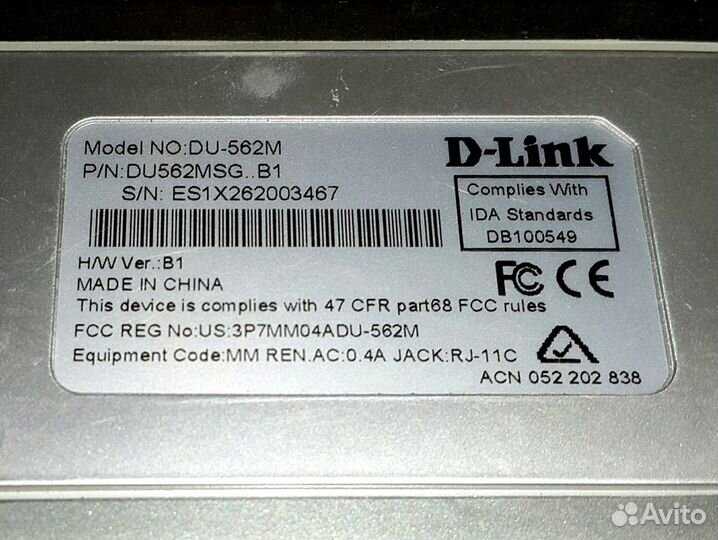 Model NO:DU-562M
D-Link
P/N:DU562MSG..B1
S/N: ES1X262003467
Complies With
IDA Standards
DB100549
H/W Ver.:B1
FC CE
MADE IN CHINA
This device is complies with 47 CFR part68 FCC rules
FCC REG No:US:3P7MM04ADU-562M
Equipment Code:MM REN.AC:0.4A JACK:RJ-11C
ACN 052 202 838
Avito